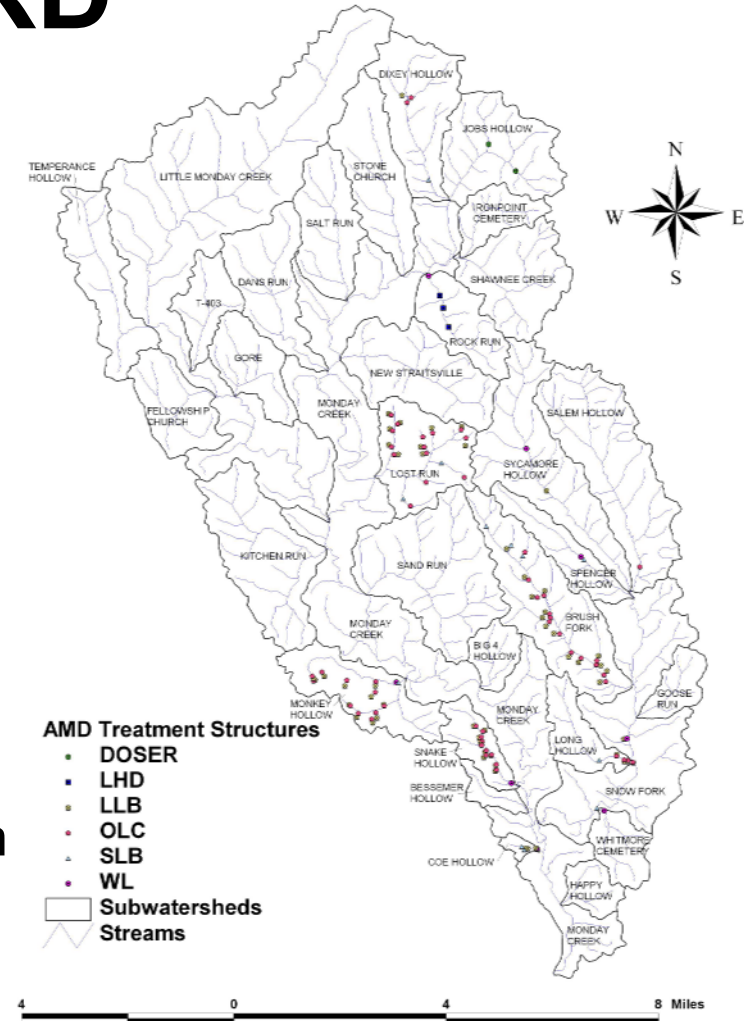 RD
DIXEY HOLLOW
JOBS HOLLOW
TEMPERANCE
HOLLOW
LITTLE MONDAY CREEK
STONE
CHURCH
IRONPOINT
CEMETERY
SALT RUN
N
W
E
S
DANS RUN
SHAWNEE CREEK
T-403
ROCK RUN
GORE
NEW STRAITSVILLE
FELLOWSHIP
CHURCH
MONDAY
CREEK
SALEM HOLLOW
LOST RUN
SYCAMORE
HOLLOW
KITCHEN RUN
SAND RUN
SPENCER
HOLLOW
MONDAY
CREEK
BRUSH
FORK
BIG 4
HOLLOW
GOOSE
RUN
MONKEY
HOLLOW
MONDAY
CREEK
SNAKE
HOLLOW
LONG
HOLLOW
BESSEMER
HOLLOW
SNOW FORK
WHITMORE
CEMETERY
COE HOLLOW
HAPPY
HOLLOW
MONDAY
CREEK
AMD Treatment Structures
DOSER
LHD
LLB
OLC
SLB
WL
Subwatersheds
Streams
n
4 0 4 8 Miles